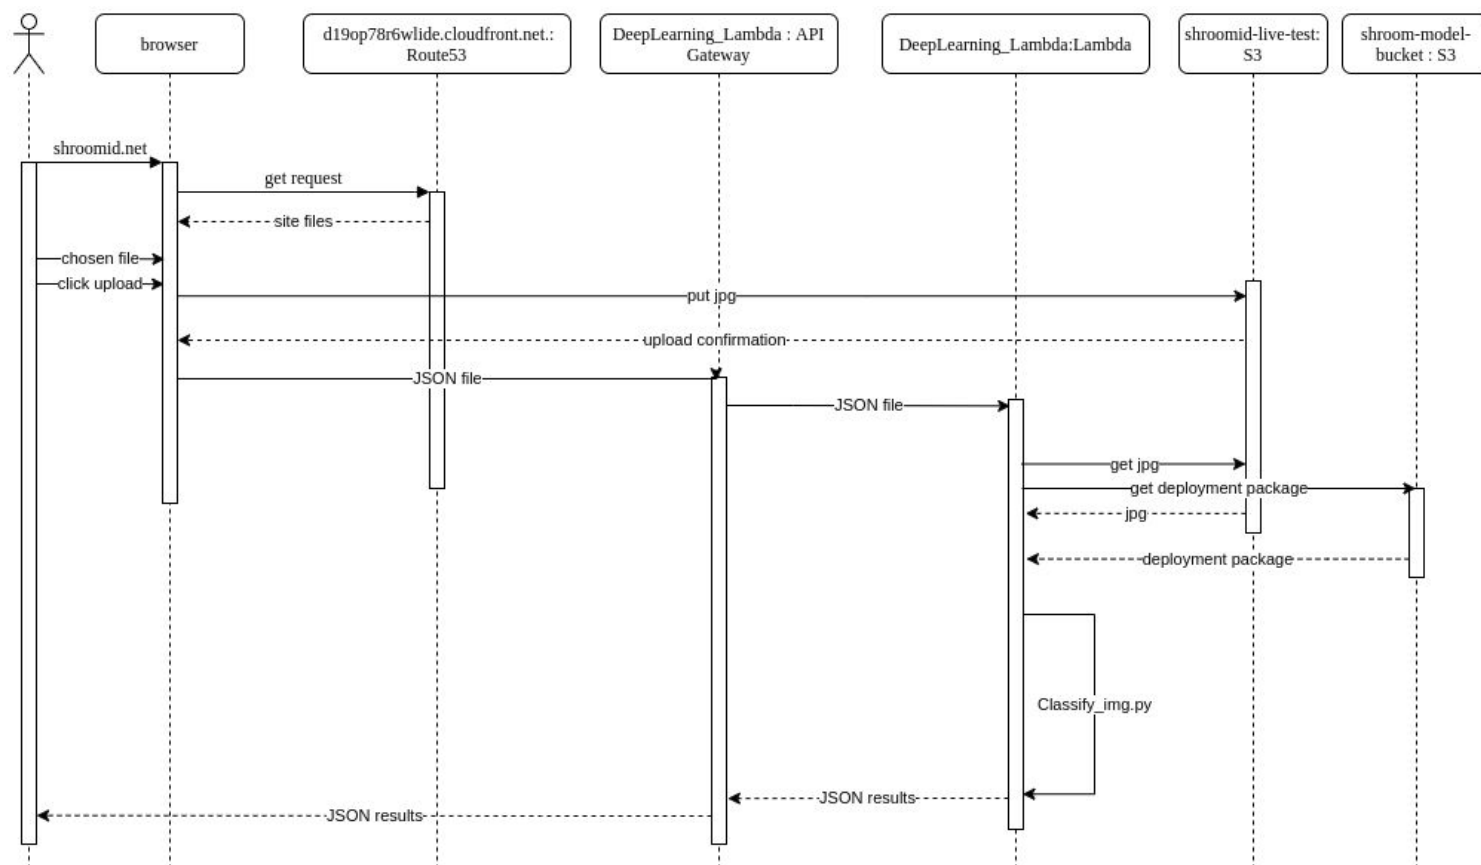 browser
d19op78r6wlide.cloudfront.net.:
Route53
DeepLearning_Lambda : API
Gateway
DeepLearning_Lambda:Lambda
shroomid-live-test:
S3
shroom-model-
bucket : S3
shroomid.net
get request
site files
chosen file
click upload
put jpg
upload confirmation
JSON file
JSON file
get jpg
get deployment package
jpg
deployment package
Classify_img.py
JSON results
JSON results